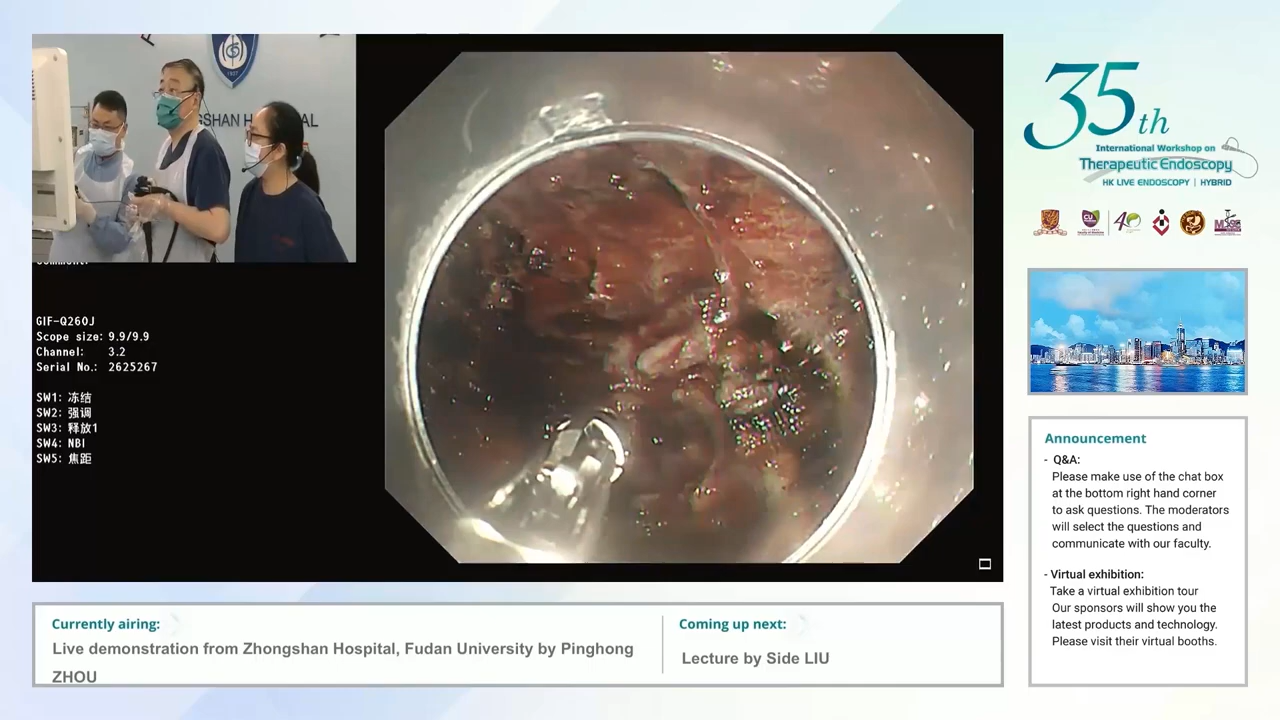 GSHAN H AL
GIF-Q260J
Scope size: 9.9/9.9
Channel: 3.2
Serial No.: 2625267
SW1: 冻结
SW2: 强调
SW3: 释放1
SW4: NBI
SW5: 焦距
35th
International Workshop on
Therapeutic Endoscopy
HK LIVE ENDOSCOPY | HYBRID
Announcement
- Q&A:
Please make use of the chat box
at the bottom right hand corner
to ask questions. The moderators
will select the questions and
communicate with our faculty.
- Virtual exhibition:
Take a virtual exhibition tour
Our sponsors will show you the
latest products and technology.
Please visit their virtual booths.
Currently airing:
Live demonstration from Zhongshan Hospital, Fudan University by Pinghong
ZHOU
Coming up next:
Lecture by Side LIU